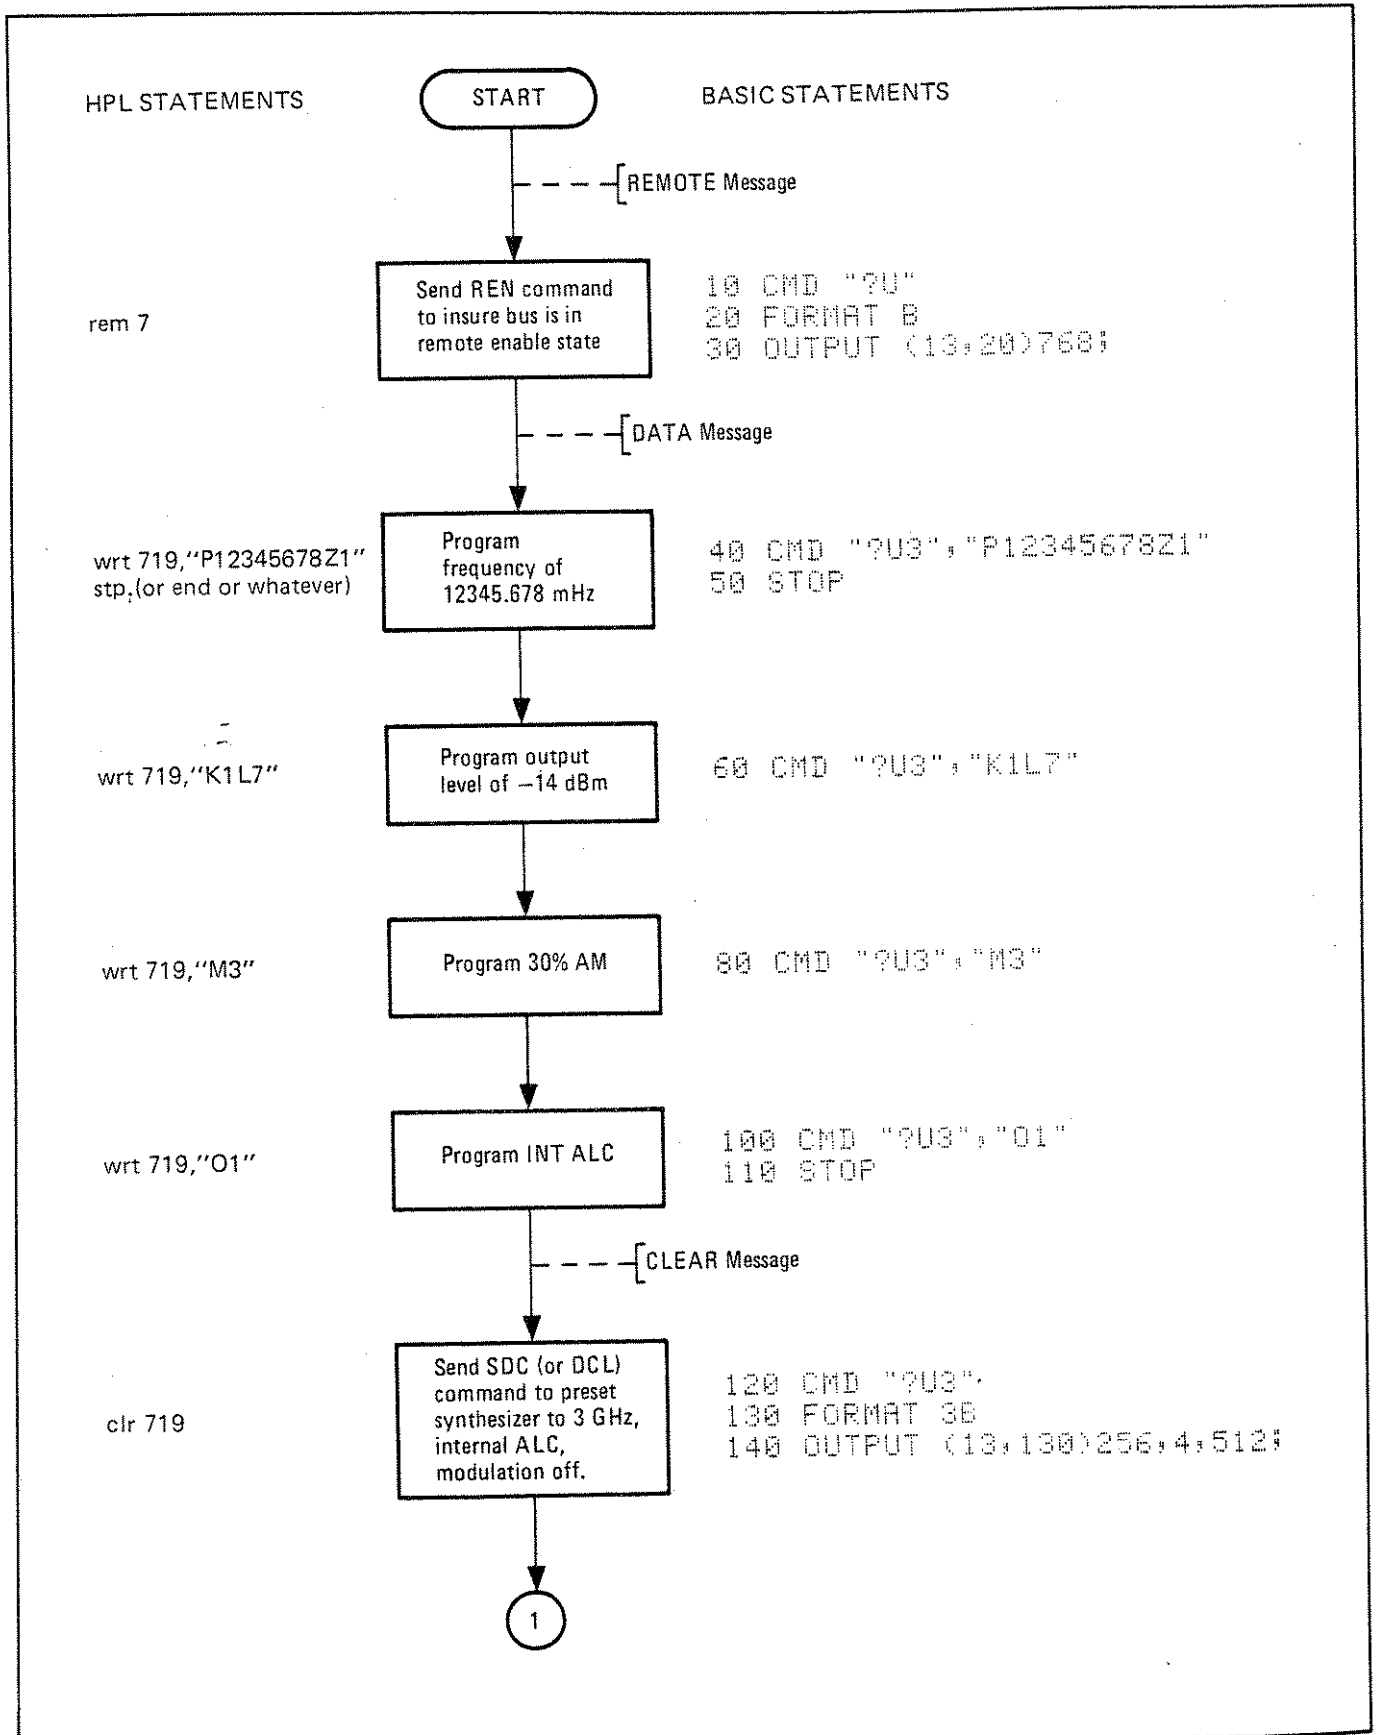 HPL STATEMENTS
START
BASIC STATEMENTS
REMOTE Message
rem 7
Send REN command
to insure bus is in
remote enable state
10 CMD "?U"
20 FORMAT B
30 OUTPUT (13,20)768;
DATA Message
wrt 719,"P12345678Z1"
stp,(or end or whatever)
Program
frequency of
12345.678 mHz
40 CMD "?U3","P12345678Z1"
50 STOP
wrt 719,"K1L7"
Program output
level of –14 dBm
60 CMD "?U3","K1L7"
wrt 719,"M3"
Program 30% AM
80 CMD "?U3","M3"
wrt 719,"O1"
Program INT ALC
100 CMD "?U3","O1"
110 STOP
CLEAR Message
clr 719
Send SDC (or DCL)
command to preset
synthesizer to 3 GHz,
internal ALC,
modulation off.
120 CMD "?U3"
130 FORMAT 3B
140 OUTPUT (13,130)256,4,512;
1